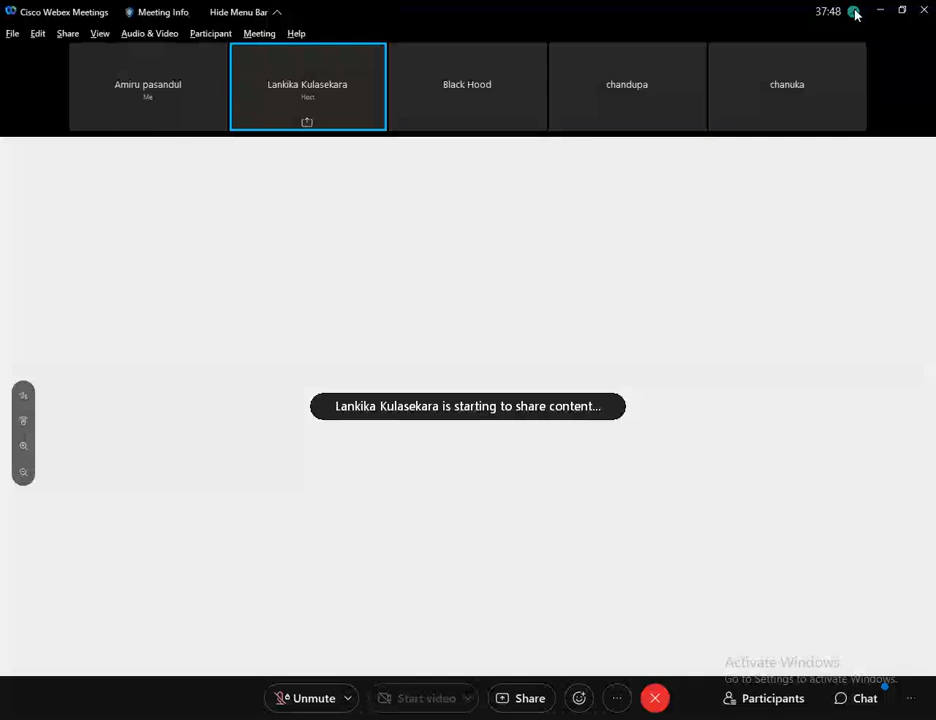 Cisco Webex Meetings
Meeting Info
Hide Menu Bar
37:48
File Edit Share View Audio & Video Participant Meeting Help
Amiru pasandul
Me
Lankika Kulasekara
Host
Black Hood
chandupa
chanuka
Lankika Kulasekara is starting to share content...
Activate Windows
Go to Settings to activate Windows.
Unmute
Start video
Share
Participants
Chat